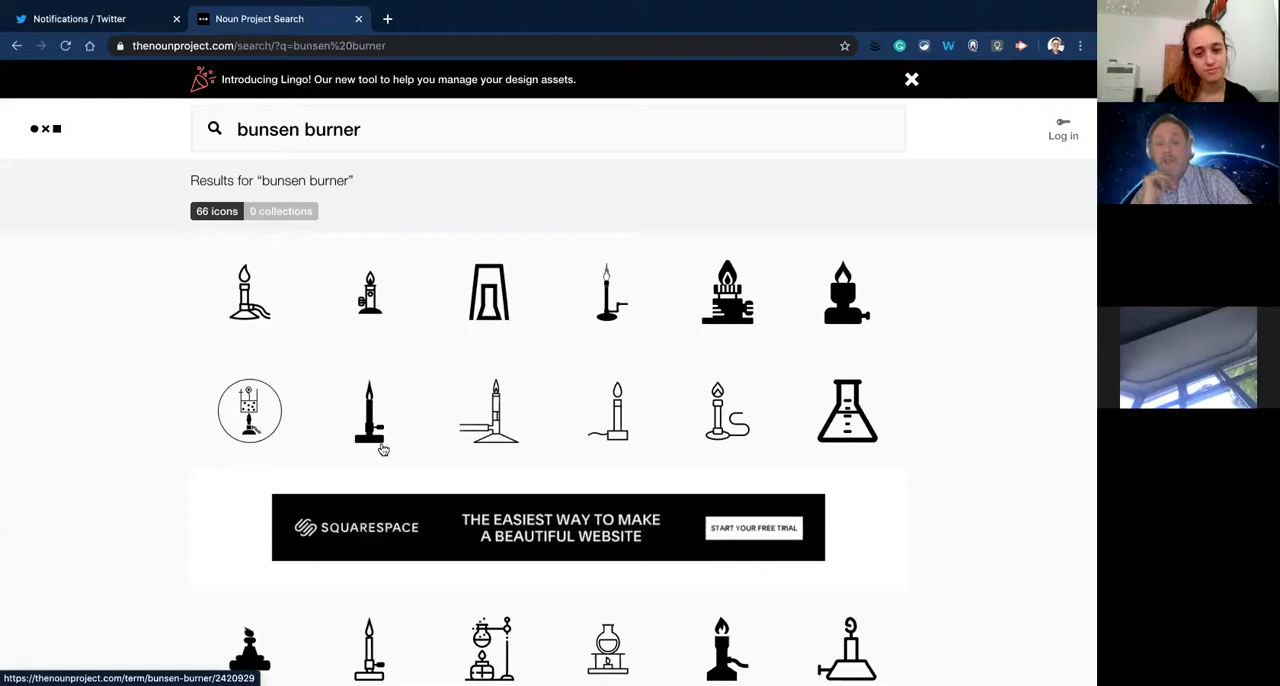 Notifications / Twitter
Noun Project Search
thenounproject.com/search/?q=bunsen%20burner
Introducing Lingo! Our new tool to help you manage your design assets.
bunsen burner
Log in
Results for “bunsen burner”
66 icons 0 collections
SQUARESPACE
THE EASIEST WAY TO MAKE
A BEAUTIFUL WEBSITE
START YOUR FREE TRIAL
https://thenounproject.com/term/bunsen-burner/2420929